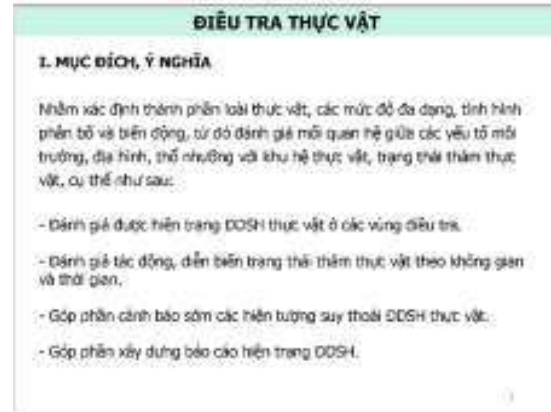 ĐIỀU TRA THỰC VẬT
I. MỤC ĐÍCH, Ý NGHĨA
Nhằm xác định thành phần loài thực vật, các mức độ đa dạng, tình hình
phân bố và biến động, từ đó đánh giá mối quan hệ giữa các yếu tố môi
trường, địa hình, thổ nhưỡng với khu hệ thực vật, trạng thái thảm thực
vật, cụ thể như sau:
- Đánh giá được hiện trạng ĐDSH thực vật ở các vùng điều tra.
- Đánh giá tác động, diễn biến trạng thái thảm thực vật theo không gian
và thời gian.
- Góp phần cảnh báo sớm các hiện tượng suy thoái ĐDSH thực vật.
- Góp phần xây dựng báo cáo hiện trạng ĐDSH.